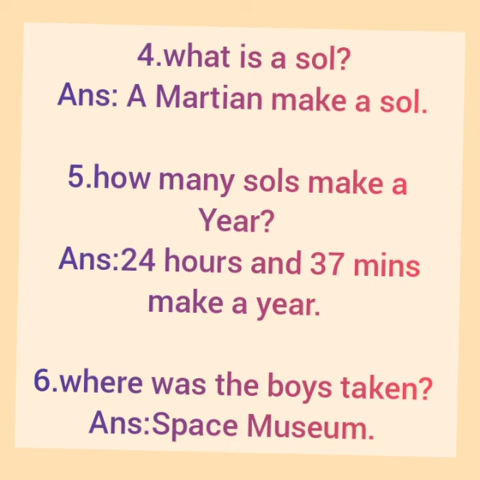 4.what is a sol?
Ans: A Martian make a sol.
5.how many sols make a
Year?
Ans:24 hours and 37 mins
make a year.
6.where was the boys taken?
Ans:Space Museum.